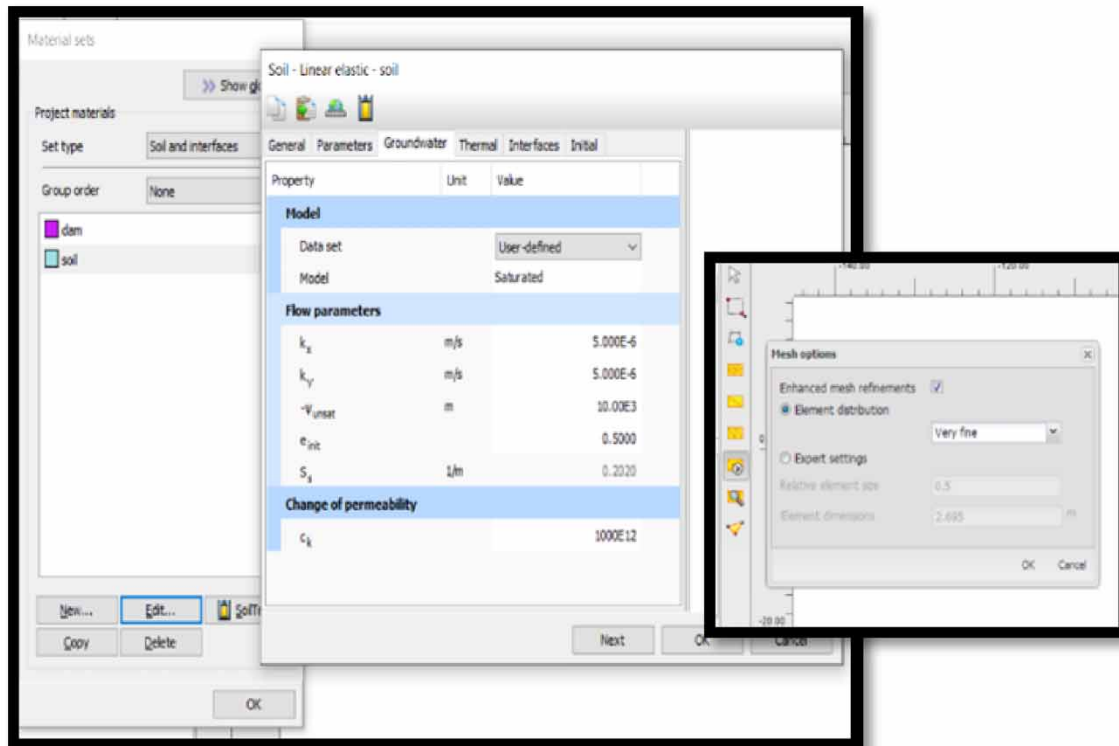 Material sets
Show
Project materials
Set type Soil and interfaces
Group order None
dam
soil
New... Edit...
Copy Delete
OK
Soil - Linear elastic - soil
General Parameters Groundwater Thermal Interfaces Initial
Property Unit Value
Model
Data set User-defined
Model Saturated
Flow parameters
kx m/s 5.000E-6
ky m/s 5.000E-6
-Ψunsat m 10.00E3
einit 0.5000
Ss 1/m 0.2020
Change of permeability
ck 1000E12
Next OK Cancel
-140.00 -120.00
Mesh options
Enhanced mesh refinements
Element distribution
Very fine
Expert settings
Relative element size 0.5
Element dimensions 2.695 m
OK Cancel
-20.00